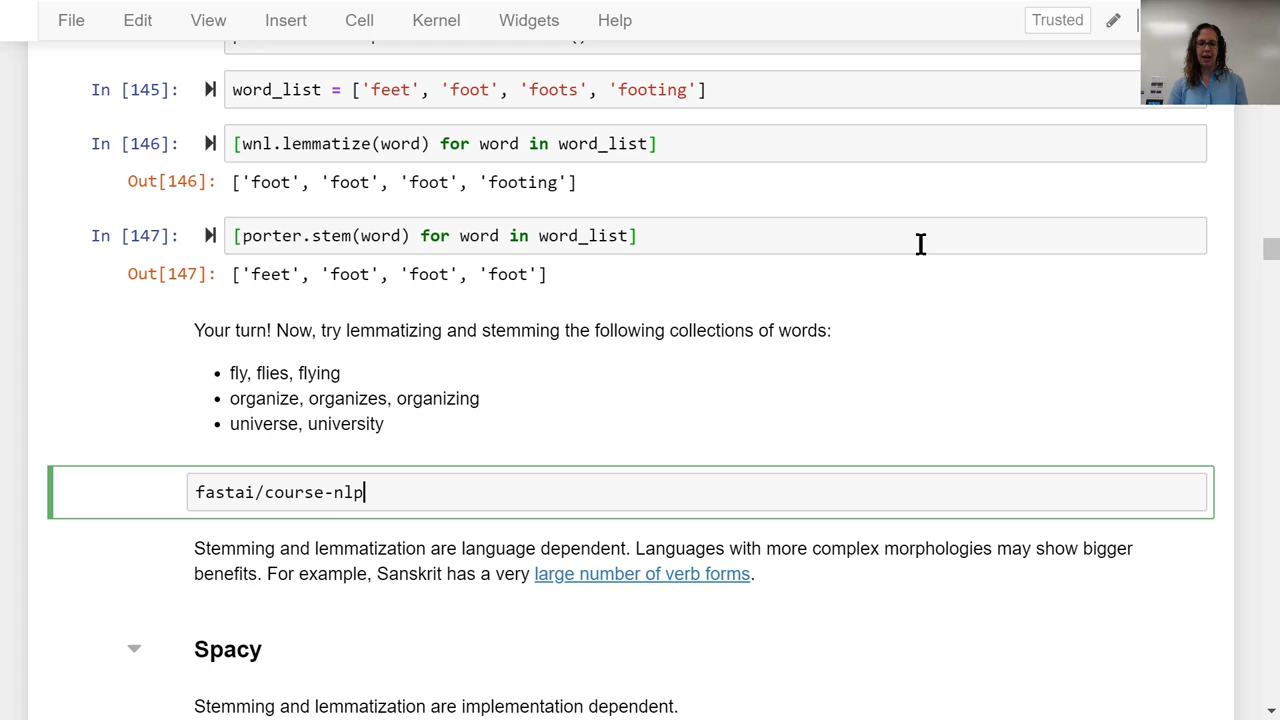 File Edit View Insert Cell Kernel Widgets Help Trusted
In [145]: word_list = ['feet', 'foot', 'foots', 'footing']
In [146]: [wnl.lemmatize(word) for word in word_list]
Out[146]: ['foot', 'foot', 'foot', 'footing']
In [147]: [porter.stem(word) for word in word_list]
Out[147]: ['feet', 'foot', 'foot', 'foot']
Your turn! Now, try lemmatizing and stemming the following collections of words:
• fly, flies, flying
• organize, organizes, organizing
• universe, university
fastai/course-nlp
Stemming and lemmatization are language dependent. Languages with more complex morphologies may show bigger
benefits. For example, Sanskrit has a very large number of verb forms.
Spacy
Stemming and lemmatization are implementation dependent.